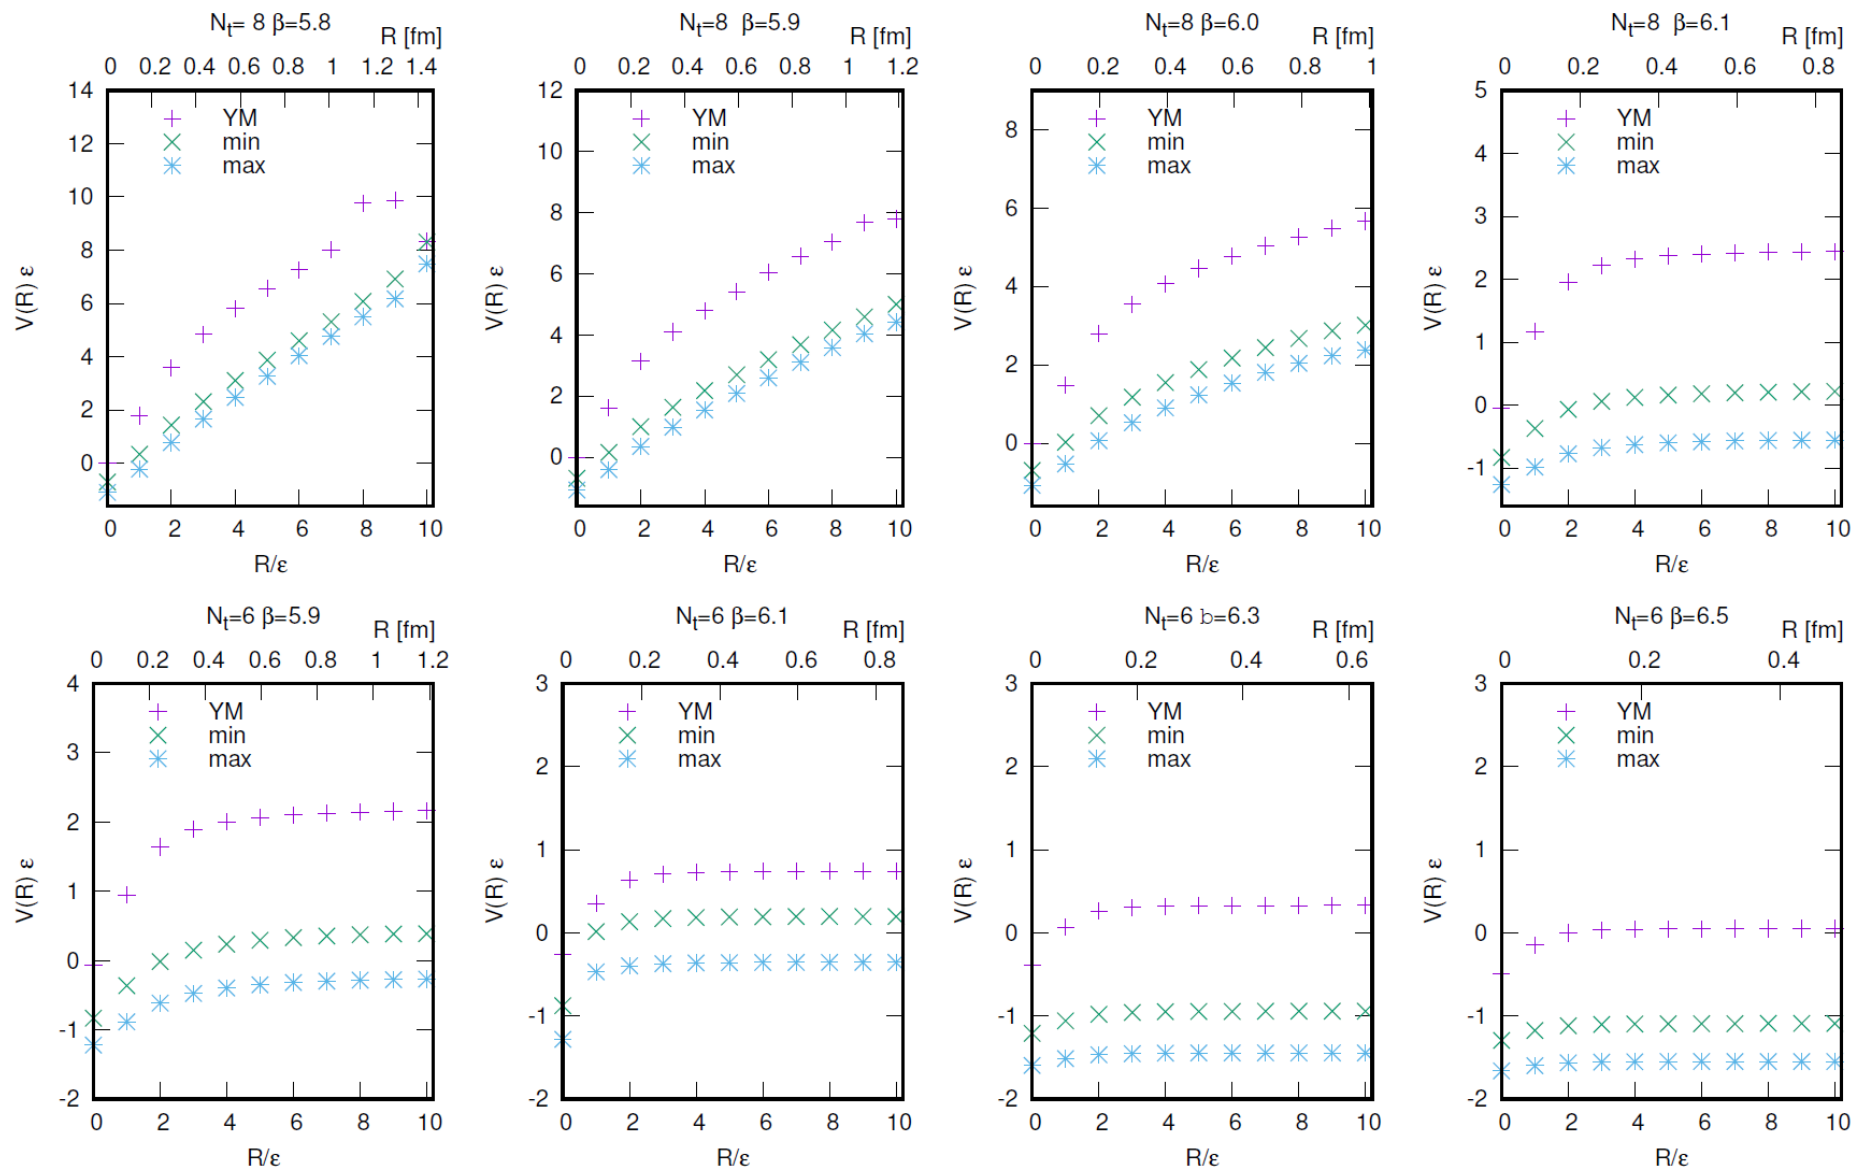 Nt= 8 β=5.8
R [fm]
0 0.2 0.4 0.6 0.8 1 1.2 1.4
14
12
10
8
6
4
2
0
V(R) ε
YM
min
max
0 2 4 6 8 10
R/ε
Nt=8 β=5.9
R [fm]
0 0.2 0.4 0.6 0.8 1 1.2
12
10
8
6
4
2
0
V(R) ε
YM
min
max
0 2 4 6 8 10
R/ε
Nt=8 β=6.0
R [fm]
0 0.2 0.4 0.6 0.8 1
8
6
4
2
0
V(R) ε
YM
min
max
0 2 4 6 8 10
R/ε
Nt=8 β=6.1
R [fm]
0 0.2 0.4 0.6 0.8
5
4
3
2
1
0
-1
V(R) ε
YM
min
max
0 2 4 6 8 10
R/ε
Nt=6 β=5.9
R [fm]
0 0.2 0.4 0.6 0.8 1 1.2
4
3
2
1
0
-1
-2
V(R) ε
YM
min
max
0 2 4 6 8 10
R/ε
Nt=6 β=6.1
R [fm]
0 0.2 0.4 0.6 0.8
3
2
1
0
-1
-2
V(R) ε
YM
min
max
0 2 4 6 8 10
R/ε
Nt=6 b=6.3
R [fm]
0 0.2 0.4 0.6
3
2
1
0
-1
-2
V(R) ε
YM
min
max
0 2 4 6 8 10
R/ε
Nt=6 β=6.5
R [fm]
0 0.2 0.4
3
2
1
0
-1
-2
V(R) ε
YM
min
max
0 2 4 6 8 10
R/ε